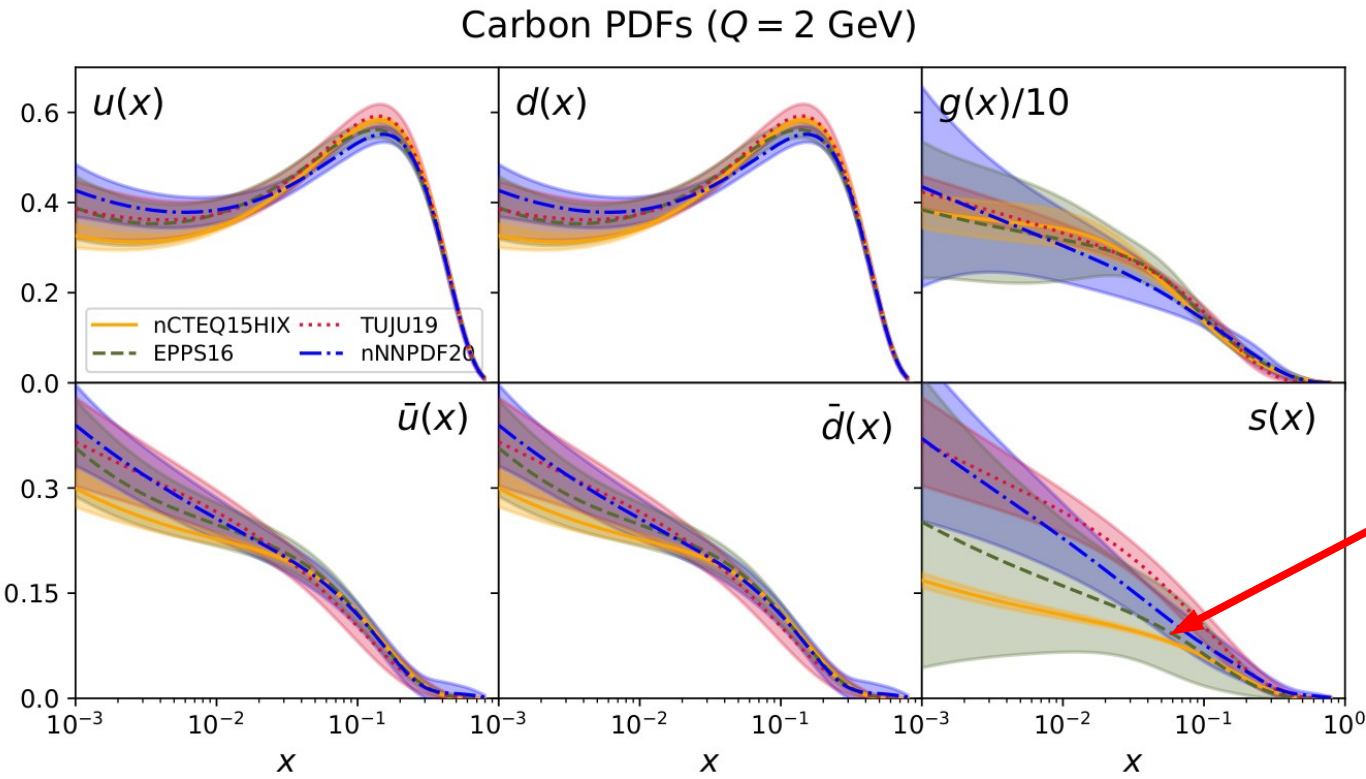 Carbon PDFs (Q = 2 GeV)
u(x)
d(x)
g(x)/10
0.6
0.4
0.2
0.0
nCTEQ15HIX
TUJU19
EPPS16
nNNPDF20
ū(x)
d̄(x)
s(x)
0.3
0.15
0.0
10⁻³ 10⁻² 10⁻¹ 10⁻³ 10⁻² 10⁻¹ 10⁻³ 10⁻² 10⁻¹ 10⁰
x x x